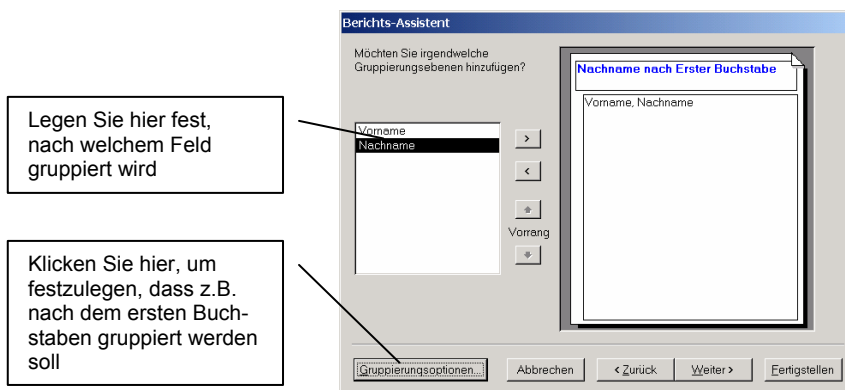 Berichts-Assistent
Möchten Sie irgendwelche
Gruppierungsebenen hinzufügen?
Nachname nach Erster Buchstabe
Vorname, Nachname
Legen Sie hier fest,
nach welchem Feld
gruppiert wird
Vorname
Nachname
>
<
Vorrang
Klicken Sie hier, um
festzulegen, dass z.B.
nach dem ersten Buch-
staben gruppiert werden
soll
Gruppierungsoptionen...
Abbrechen
< Zurück
Weiter >
Fertigstellen